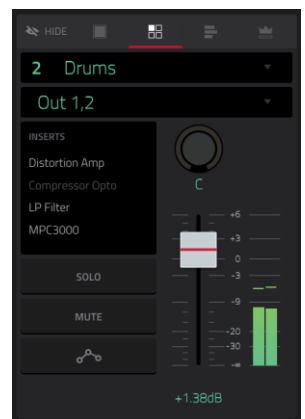 HIDE
2 Drums
Out 1,2
INSERTS
Distortion Amp
Compressor Opto
LP Filter
MPC3000
C
+6
+3
0
-3
-9
-20
-30
-∞
SOLO
MUTE
+1.38dB